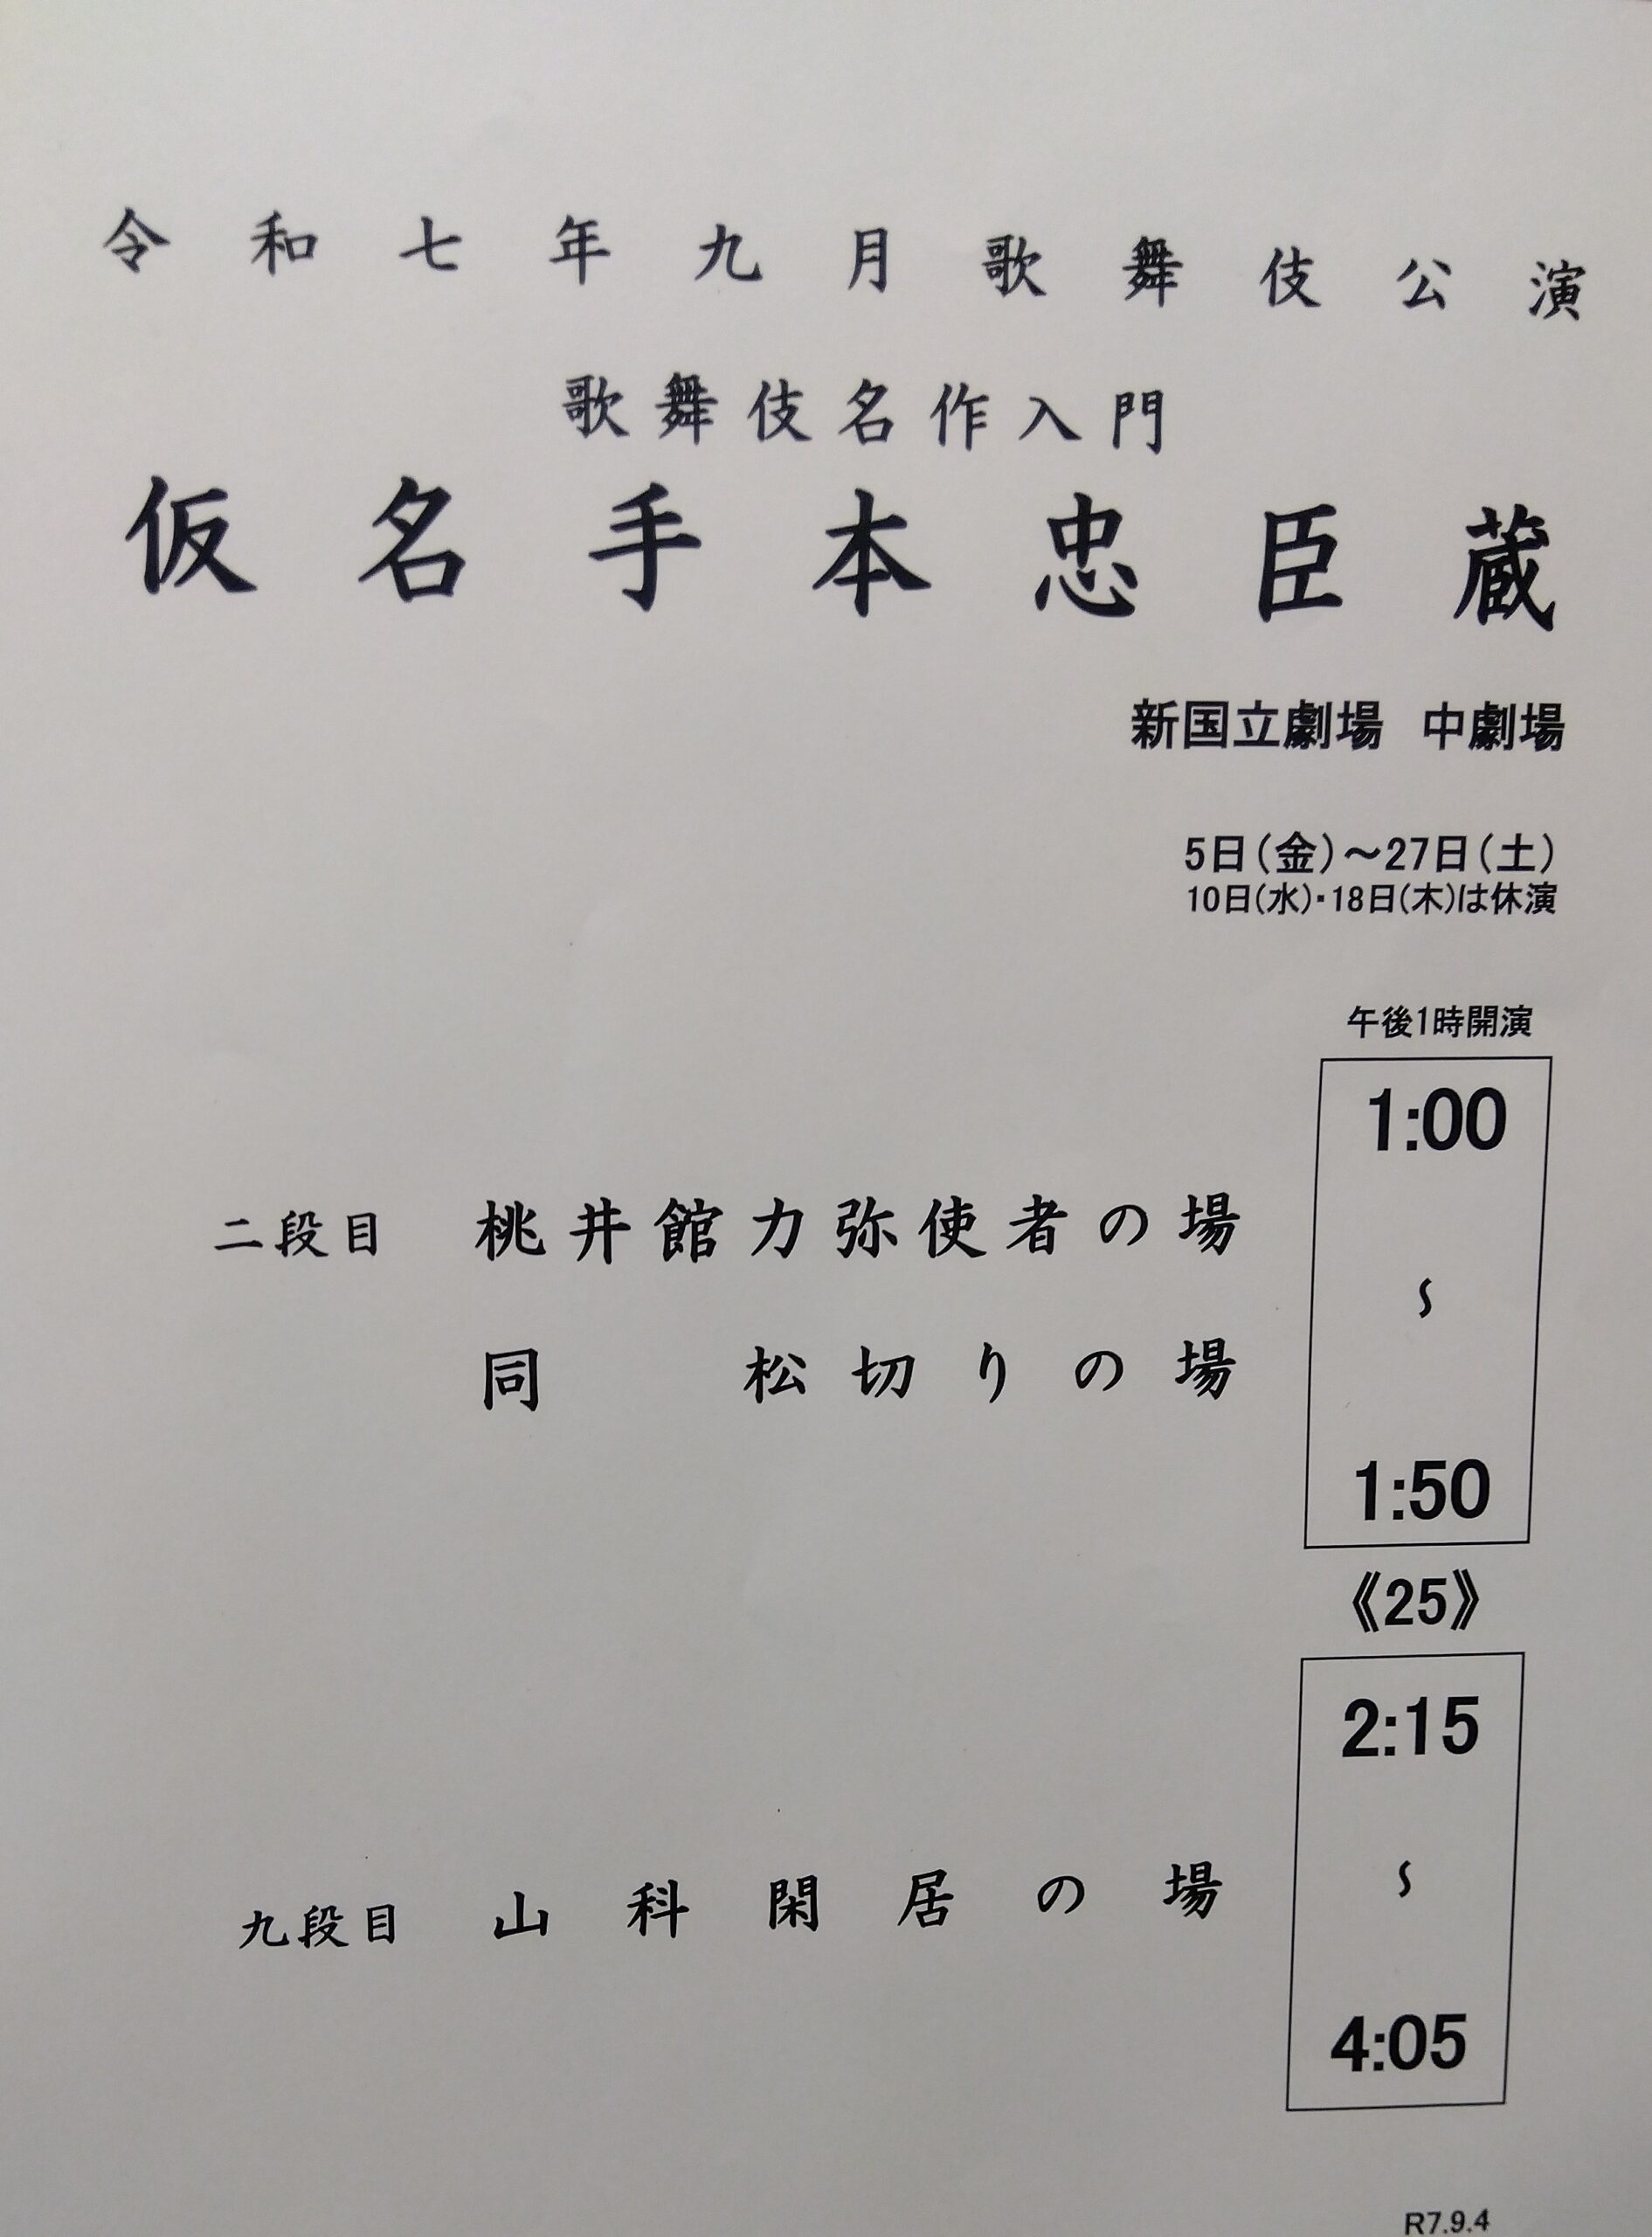 令和七年九月歌舞伎公演
歌舞伎名作入門
仮名手本忠臣蔵
新国立劇場 中劇場
5日(金)～27日(土)
10日(水)・18日(木)は休演
午後1時開演
1:00
二段目 桃井館力弥使者の場
～
同 松切りの場
1:50
《25》
2:15
～
九段目 山科閑居の場
4:05
R7.9.4